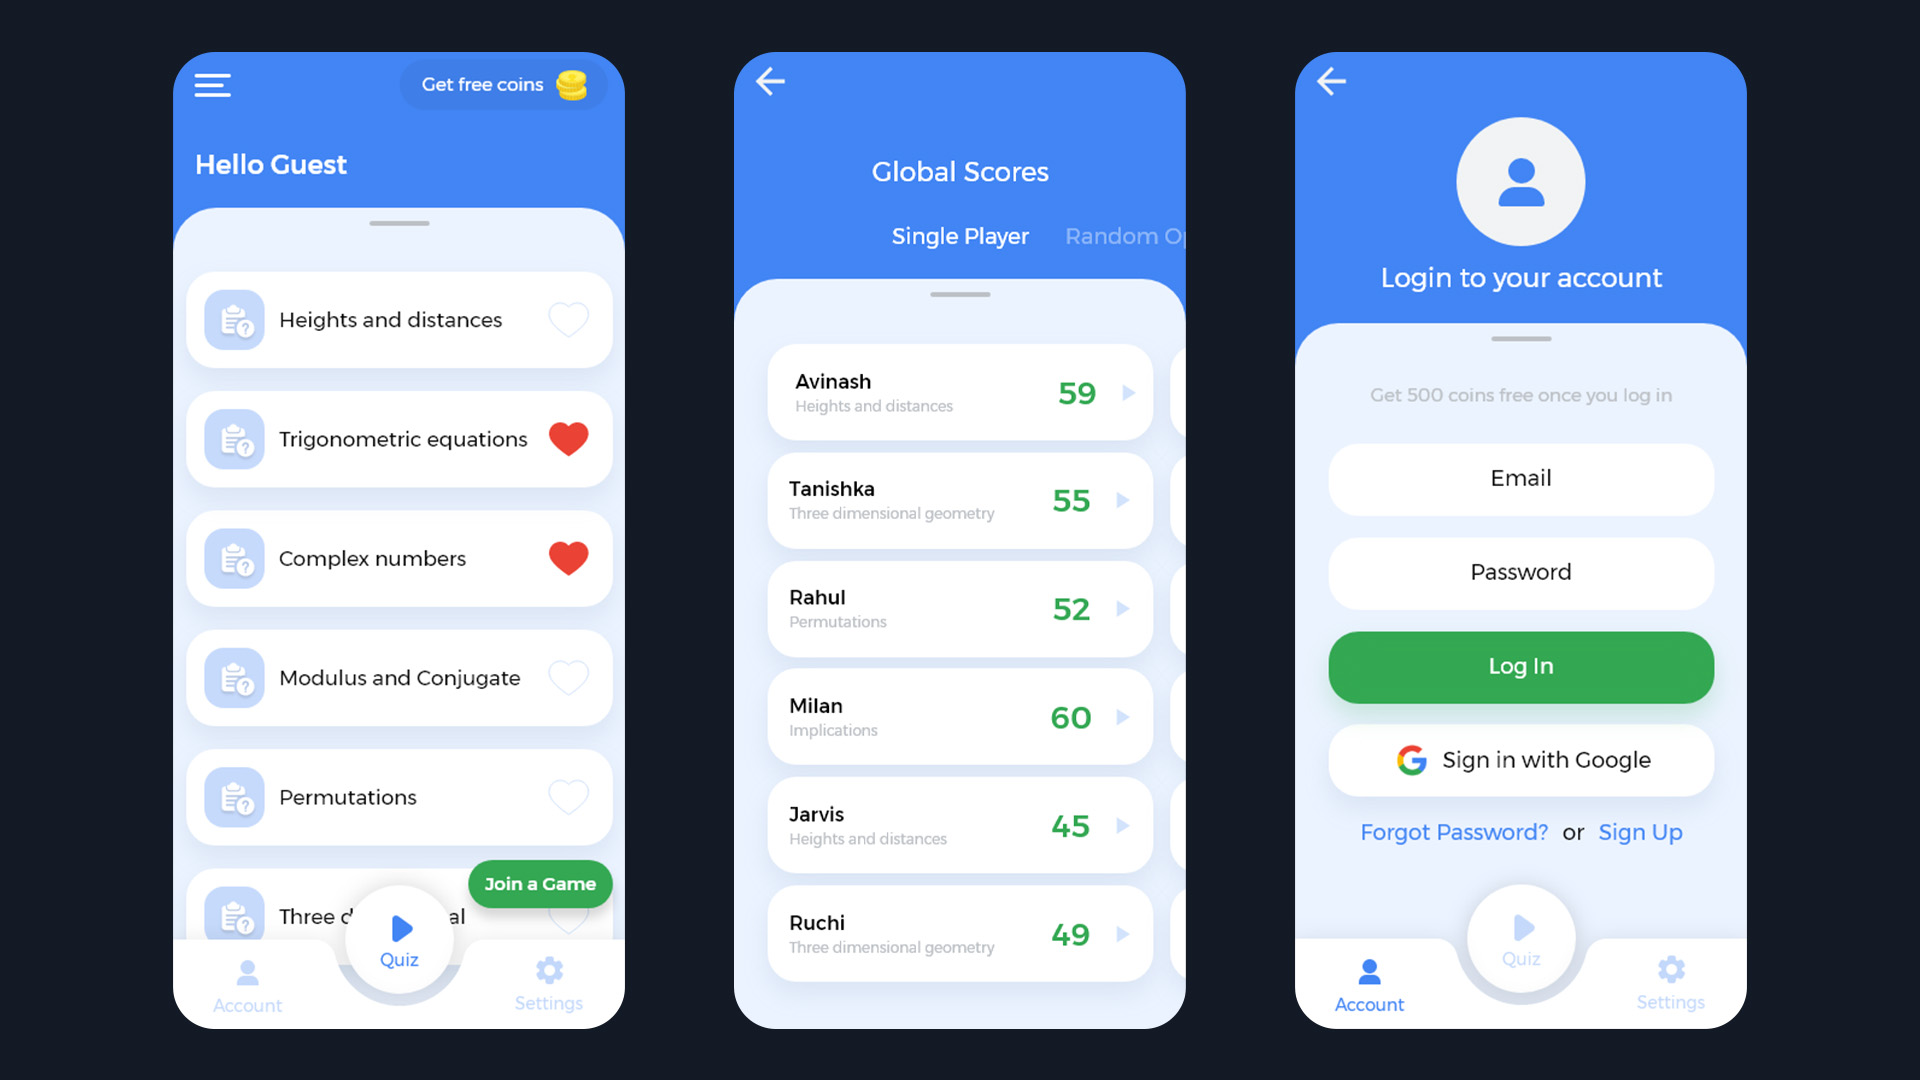 Get free coins
Hello Guest
Heights and distances
Trigonometric equations
Complex numbers
Modulus and Conjugate
Permutations
Three
Join a Game
Quiz
Account
Settings
Global Scores
Single Player
Random
Avinash
Heights and distances
59
Tanishka
Three dimensional geometry
55
Rahul
Permutations
52
Milan
Implications
60
Jarvis
Heights and distances
45
Ruchi
Three dimensional geometry
49
Login to your account
Get 500 coins free once you log in
Email
Password
Log In
Sign in with Google
Forgot Password? or Sign Up
Quiz
Account
Settings